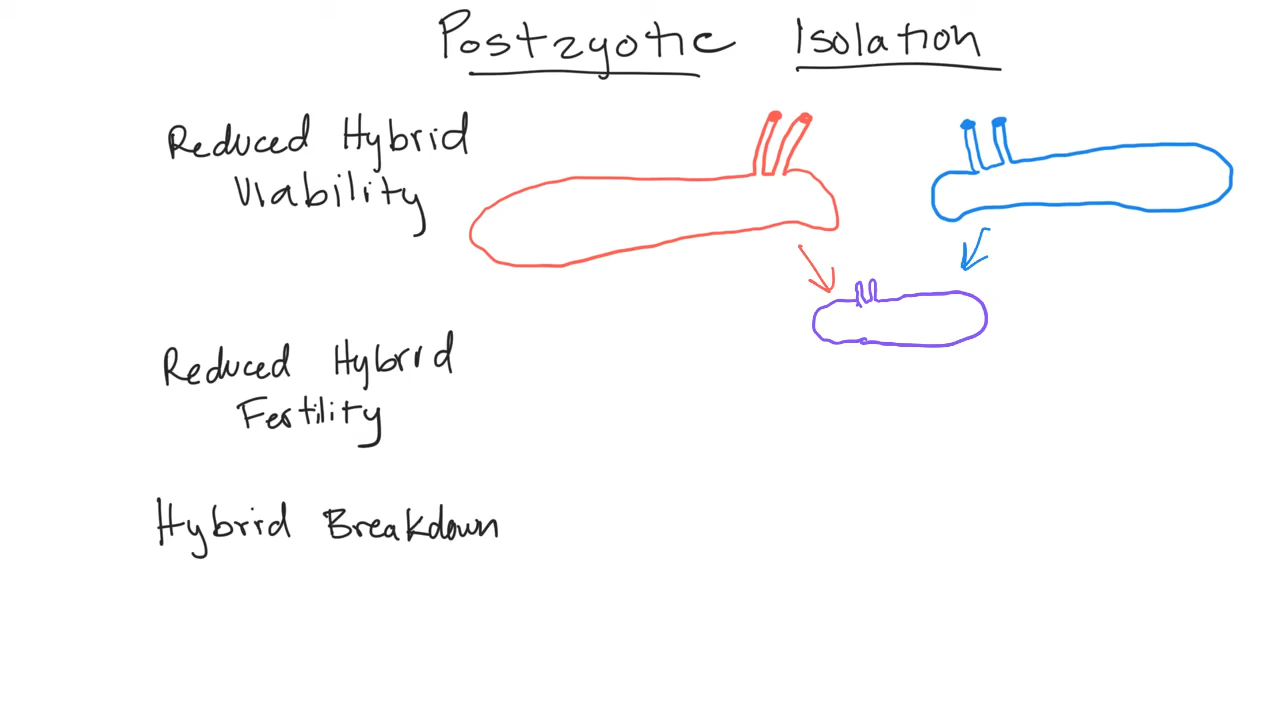 Postzyotic Isolation
Reduced Hybrid
Viability
Reduced Hybrid
Fertility
Hybrid Breakdown